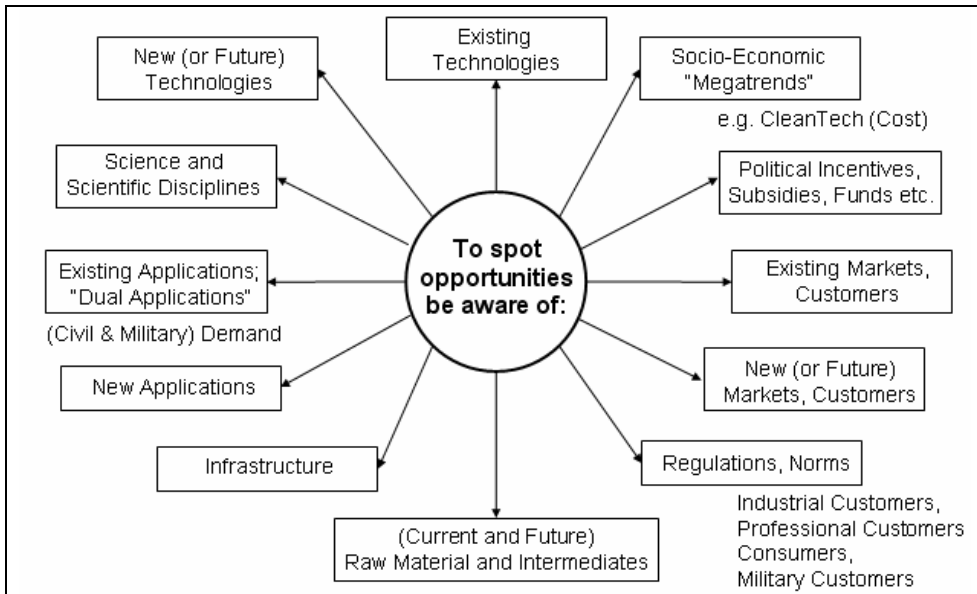 Existing
Technologies
New (or Future)
Technologies
Socio-Economic
"Megatrends"
e.g. CleanTech (Cost)
Science and
Scientific Disciplines
Political Incentives,
Subsidies, Funds etc.
To spot
opportunities
be aware of:
Existing Applications;
"Dual Applications"
(Civil & Military) Demand
Existing Markets,
Customers
New Applications
New (or Future)
Markets, Customers
Infrastructure
Regulations, Norms
Industrial Customers,
Professional Customers
Consumers,
Military Customers
(Current and Future)
Raw Material and Intermediates